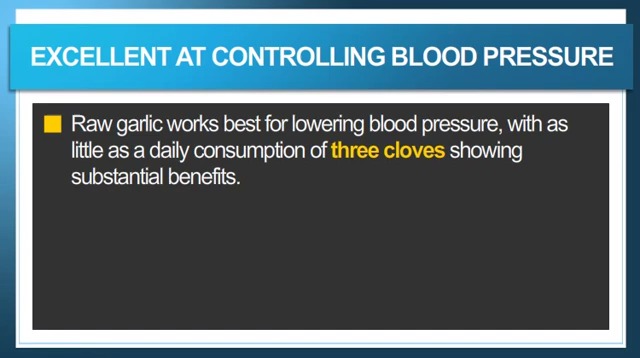 EXCELLENT AT CONTROLLING BLOOD PRESSURE
Raw garlic works best for lowering blood pressure, with as
little as a daily consumption of three cloves showing
substantial benefits.